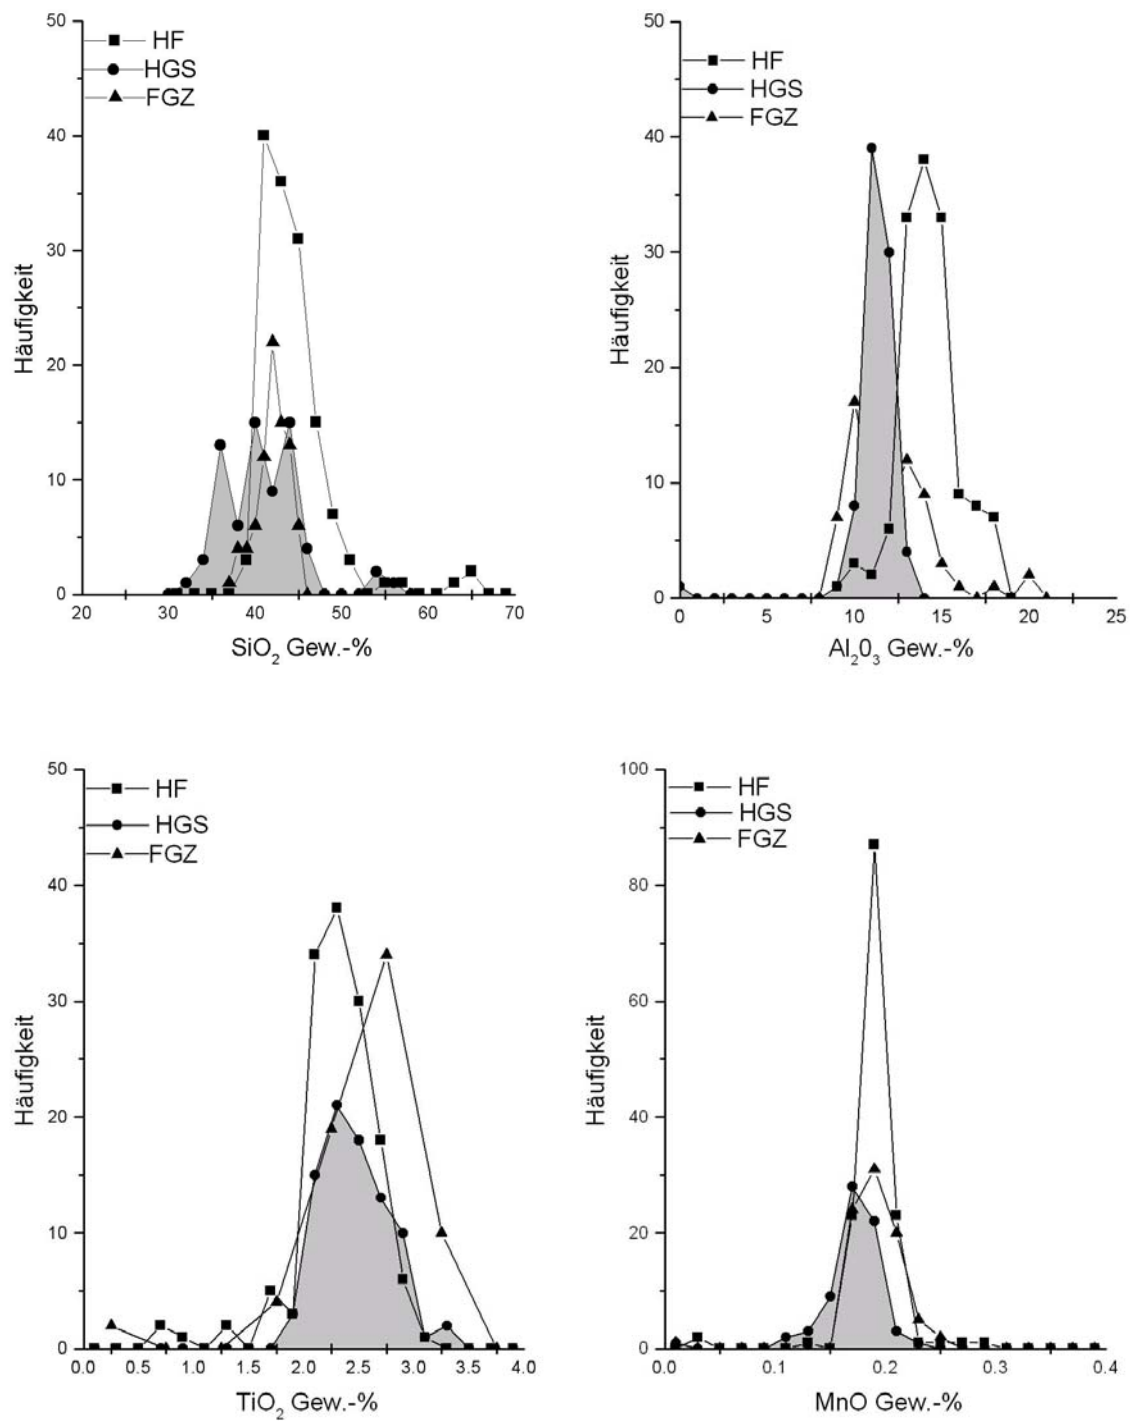 50
40
30
20
10
0
Häufigkeit
HF
HGS
FGZ
20 30 40 50 60 70
SiO2 Gew.-%
50
40
30
20
10
0
Häufigkeit
HF
HGS
FGZ
0 5 10 15 20 25
Al203 Gew.-%
50
40
30
20
10
0
Häufigkeit
HF
HGS
FGZ
0.0 0.5 1.0 1.5 2.0 2.5 3.0 3.5 4.0
TiO2 Gew.-%
100
80
60
40
20
0
Häufigkeit
HF
HGS
FGZ
0.0 0.1 0.2 0.3 0.4
MnO Gew.-%